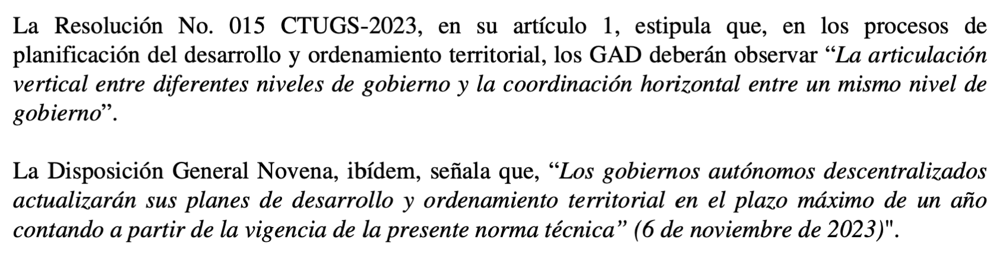 La Resolución No. 015 CTUGS-2023, en su artículo 1, estipula que, en los procesos de
planificación del desarrollo y ordenamiento territorial, los GAD deberán observar “La articulación
vertical entre diferentes niveles de gobierno y la coordinación horizontal entre un mismo nivel de
gobierno”.
La Disposición General Novena, ibídem, señala que, “Los gobiernos autónomos descentralizados
actualizarán sus planes de desarrollo y ordenamiento territorial en el plazo máximo de un año
contando a partir de la vigencia de la presente norma técnica” (6 de noviembre de 2023)".